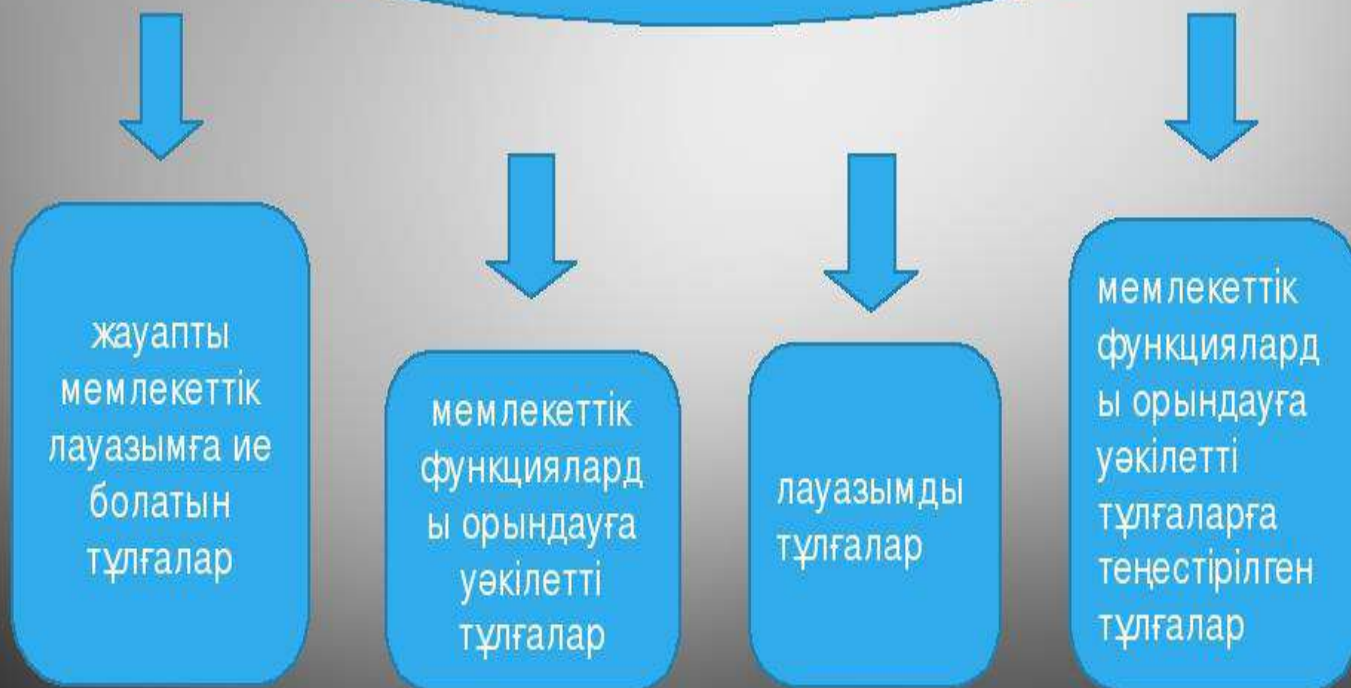 жауапты
мемлекеттік
лауазымға ие
болатын
тұлғалар
мемлекеттік
функциялард
ы орындауға
уәкілетті
тұлғалар
лауазымды
тұлғалар
мемлекеттік
функциялард
ы орындауға
уәкілетті
тұлғаларға
теңестірілген
тұлғалар